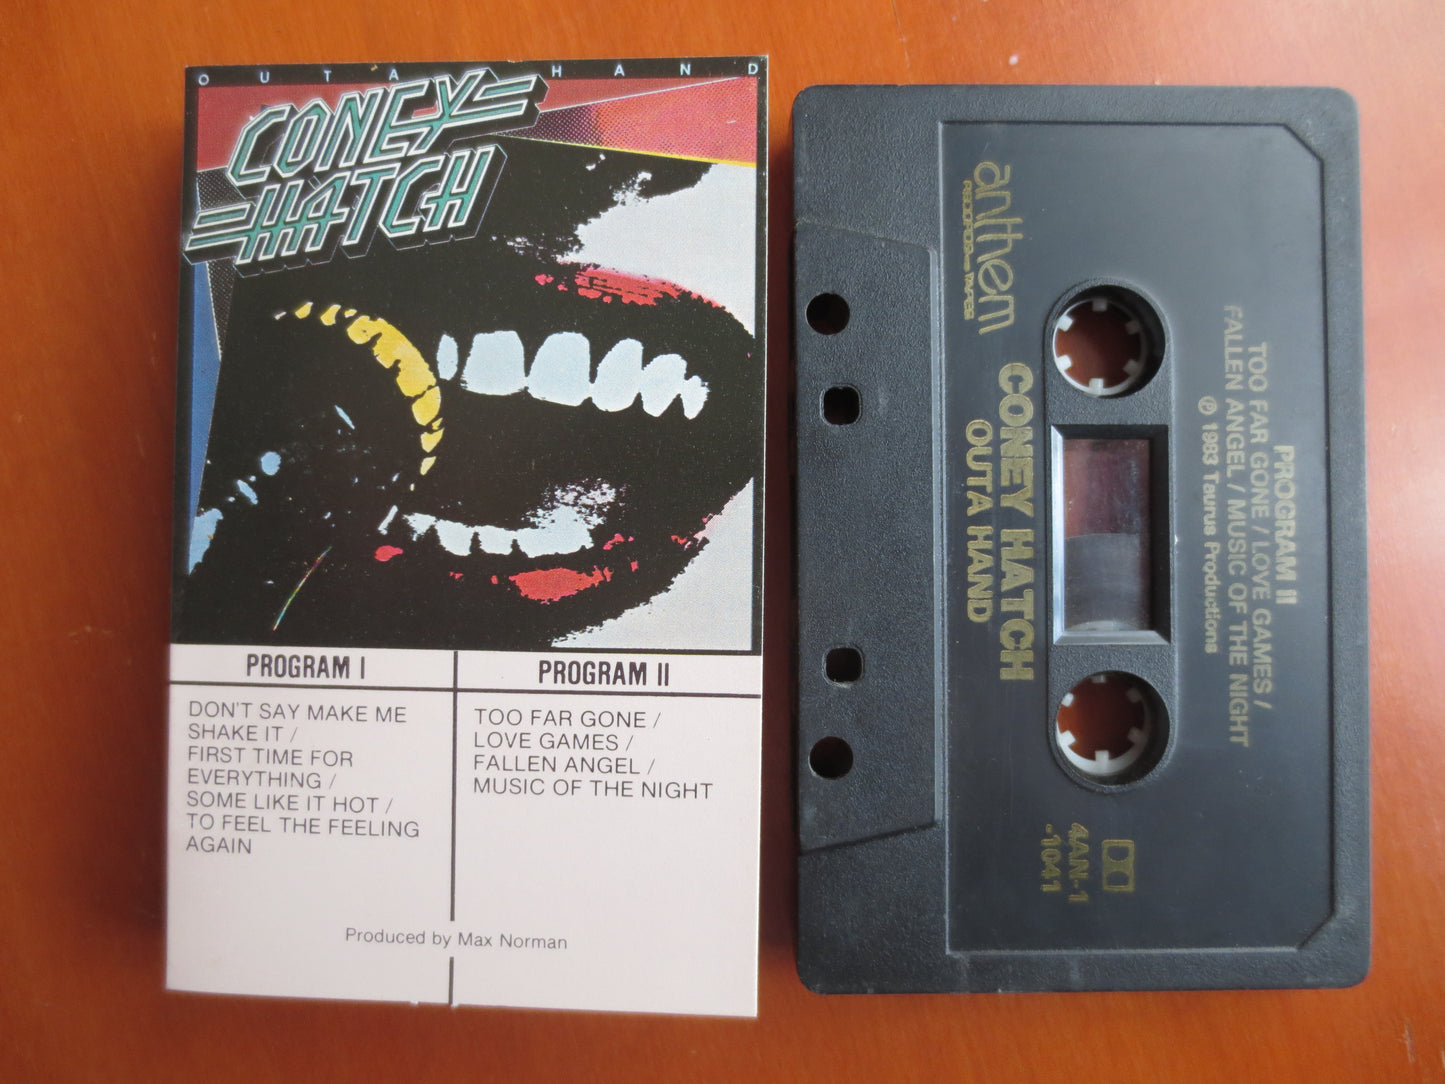 OUTA HAND
CONEY
HATCH
PROGRAM I
DON'T SAY MAKE ME
SHAKE IT /
FIRST TIME FOR
EVERYTHING /
SOME LIKE IT HOT /
TO FEEL THE FEELING
AGAIN
PROGRAM II
TOO FAR GONE /
LOVE GAMES /
FALLEN ANGEL /
MUSIC OF THE NIGHT
Produced by Max Norman
PROGRAM II
TOO FAR GONE / LOVE GAMES /
FALLEN ANGEL / MUSIC OF THE NIGHT
℗ 1983 Taurus Productions
anthem
RECORDS TAPES
CONEY HATCH
OUTA HAND
4AN-1
-1041